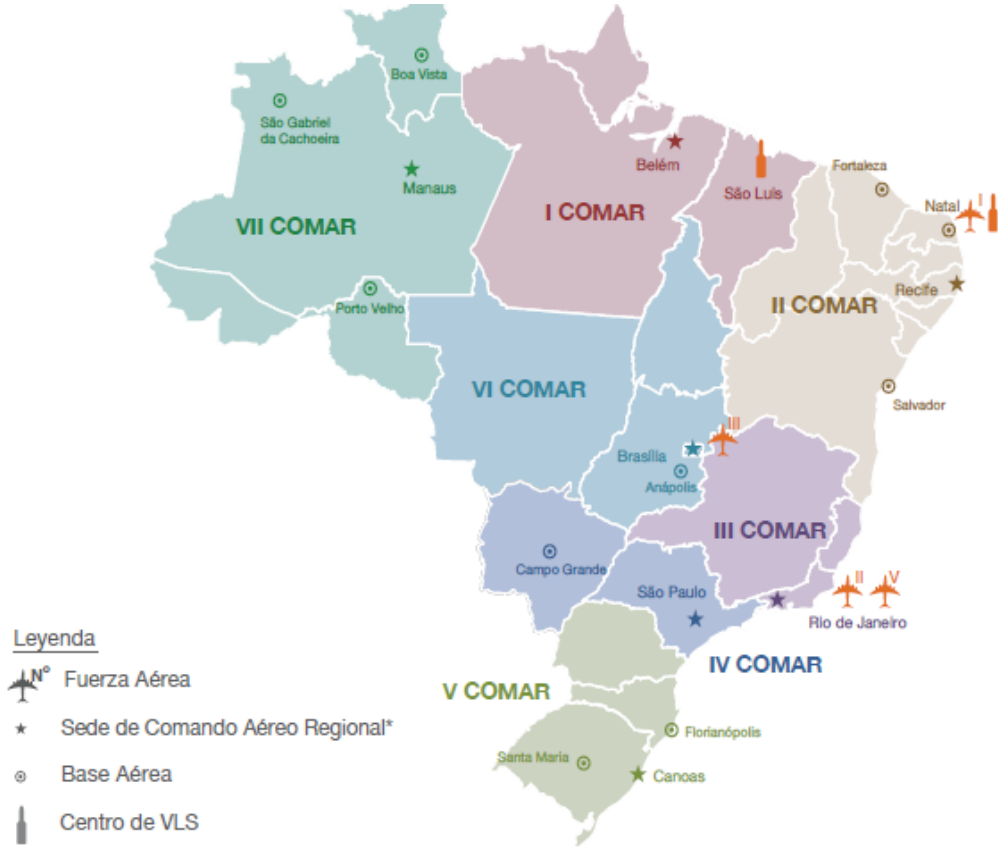 Boa Vista
São Gabriel
da Cachoeira
Manaus
VII COMAR
Porto Velho
Belém
I COMAR
São Luís
Fortaleza
Natal
I
Recife
II COMAR
Salvador
VI COMAR
III
Brasília
Anápolis
III COMAR
Campo Grande
São Paulo
II
V
Rio de Janeiro
IV COMAR
V COMAR
Florianópolis
Santa Maria
Canoas
Leyenda
Nº
Fuerza Aérea
Sede de Comando Aéreo Regional*
Base Aérea
Centro de VLS